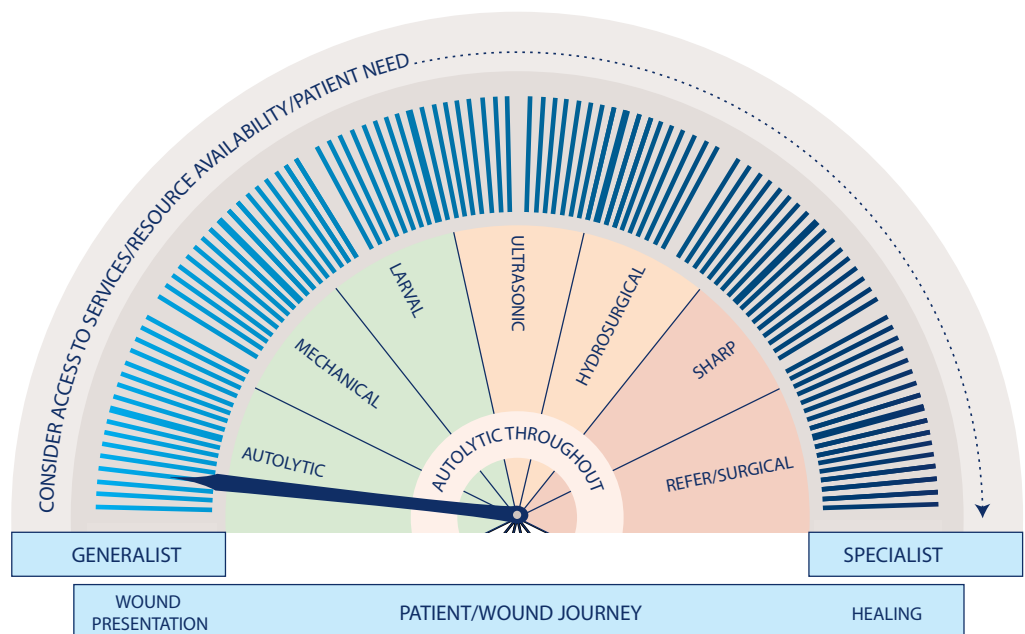 CONSIDER ACCESS TO SERVICES/RESOURCE AVAILABILITY/PATIENT NEED
AUTOLYTIC
MECHANICAL
LARVAL
ULTRASONIC
HYDROSURGICAL
SHARP
REFER/SURGICAL
AUTOLYTIC THROUGHOUT
GENERALIST
SPECIALIST
WOUND
PRESENTATION
PATIENT/WOUND JOURNEY
HEALING